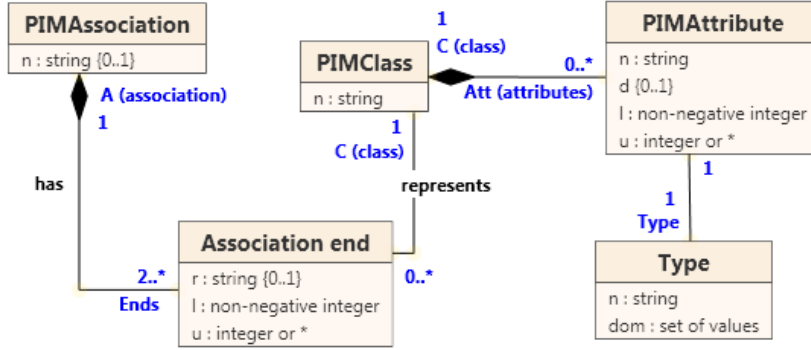 PIMAssociation
n : string {0..1}
A (association)
1
has
2..*
Ends
Association end
r : string {0..1}
l : non-negative integer
u : integer or *
0..*
represents
1
C (class)
PIMClass
n : string
1
C (class)
0..*
Att (attributes)
PIMAttribute
n : string
d {0..1}
l : non-negative integer
u : integer or *
1
1
Type
Type
n : string
dom : set of values